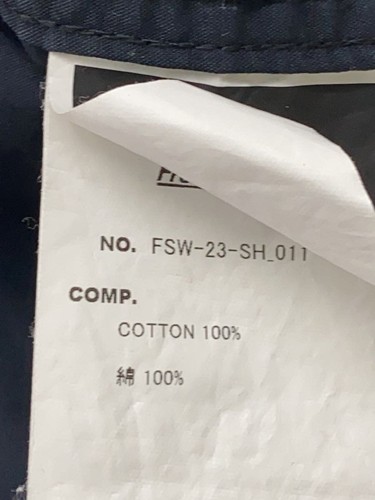 NO. FSW-23-SH_011
COMP.
COTTON 100%
綿 100%